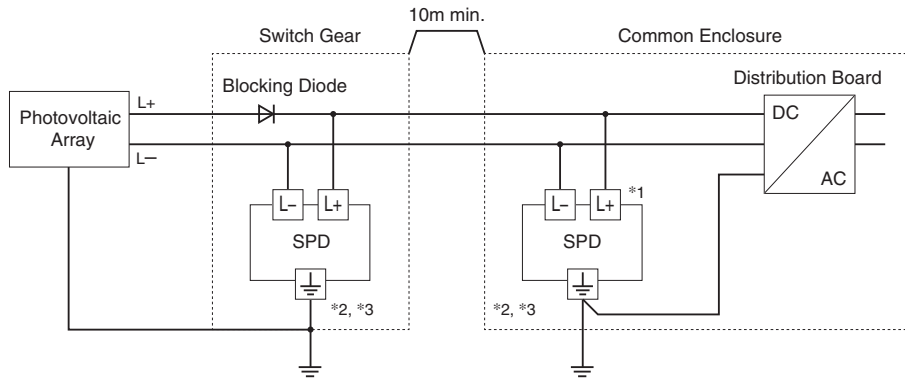 10m min.
Switch Gear
Common Enclosure
Blocking Diode
Distribution Board
Photovoltaic
Array
L+
L−
DC
AC
L−
L+
SPD
*2, *3
L−
L+
*1
SPD
*2, *3